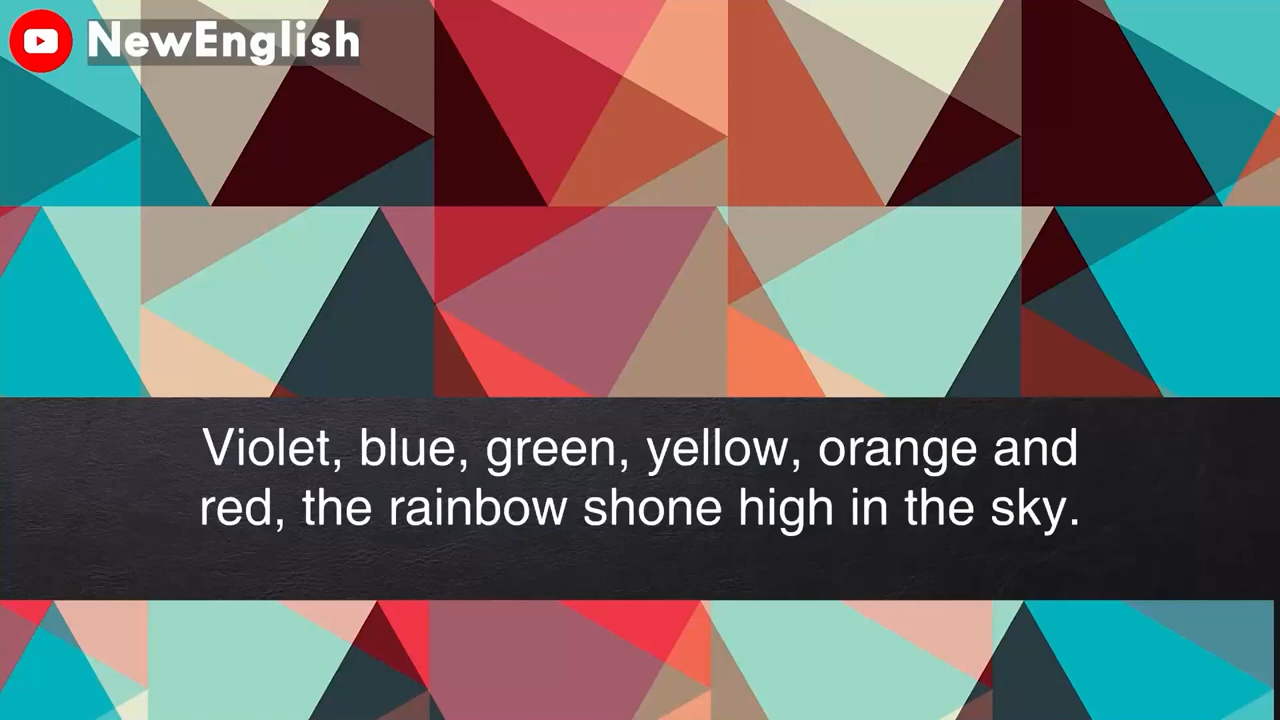 NewEnglish
Violet, blue, green, yellow, orange and
red, the rainbow shone high in the sky.